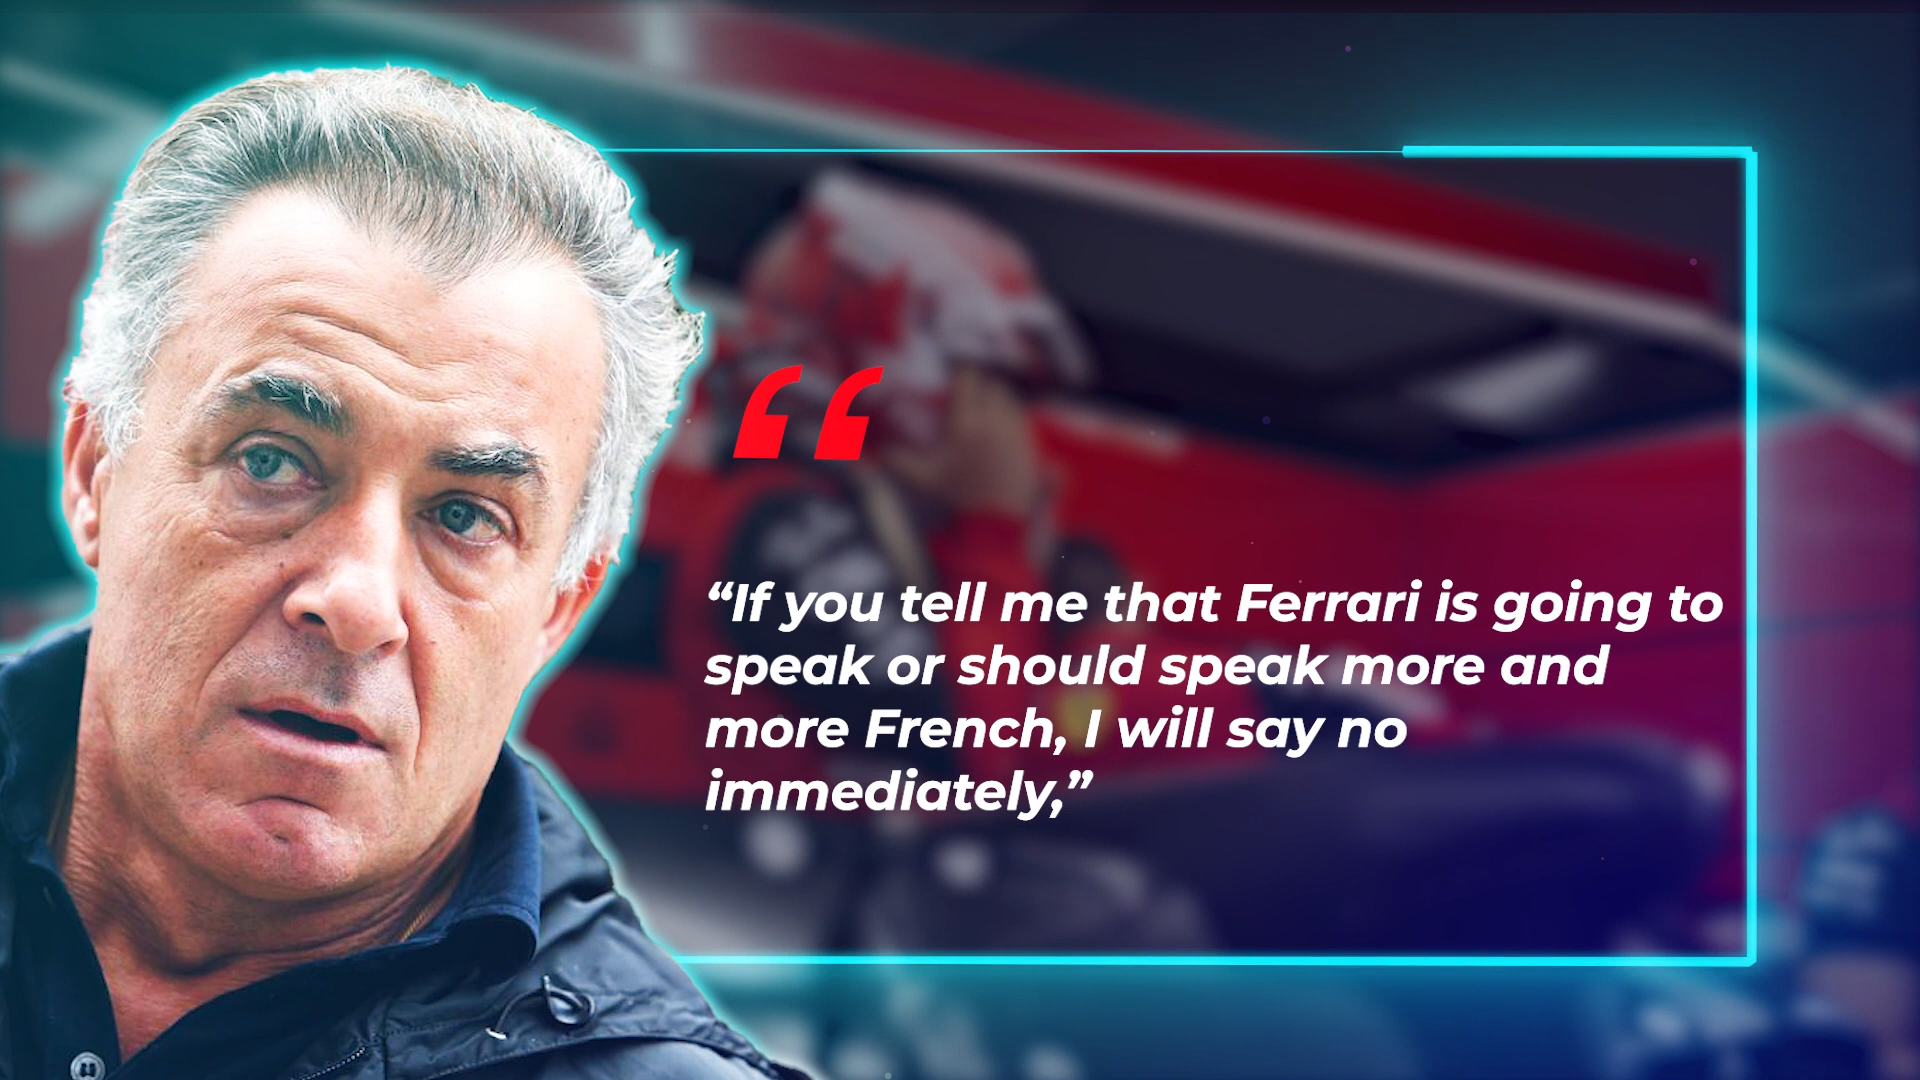 “If you tell me that Ferrari is going to
speak or should speak more and
more French, I will say no
immediately,”